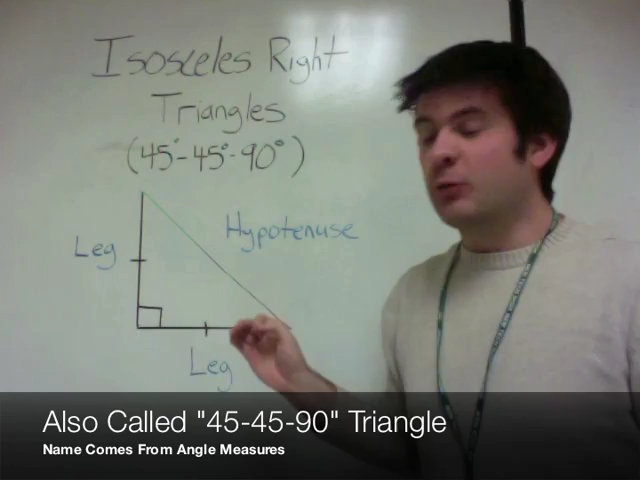 Isosceles Right
Triangles
(45°-45°-90°)
Hypotenuse
Leg
Leg
Also Called "45-45-90" Triangle
Name Comes From Angle Measures